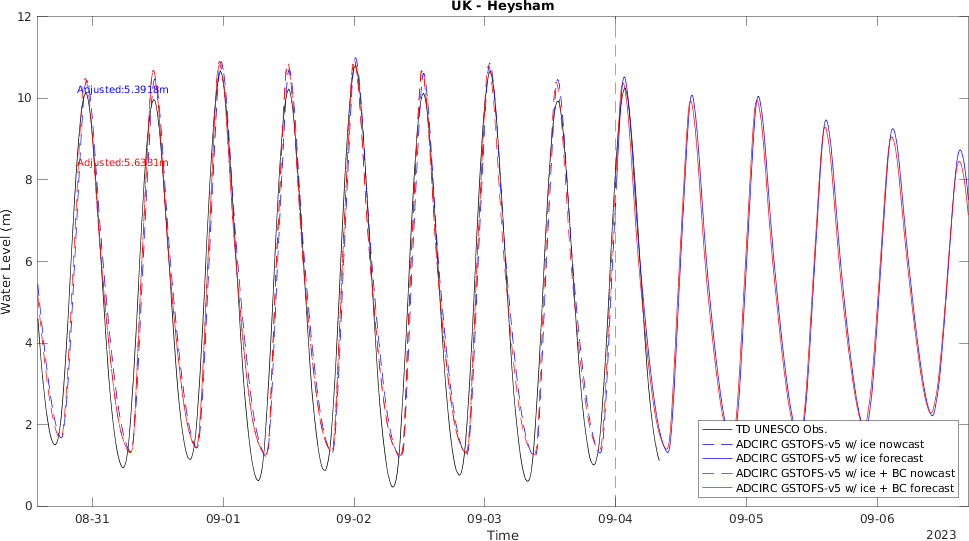 UK - Heysham
12
10
8
6
4
2
0
Water Level (m)
Adjusted:5.3918m
Adjusted:5.6331m
TD UNESCO Obs.
ADCIRC GSTOFS-v5 w/ ice nowcast
ADCIRC GSTOFS-v5 w/ ice forecast
ADCIRC GSTOFS-v5 w/ ice + BC nowcast
ADCIRC GSTOFS-v5 w/ ice + BC forecast
08-31 09-01 09-02 09-03 09-04 09-05 09-06
Time
2023